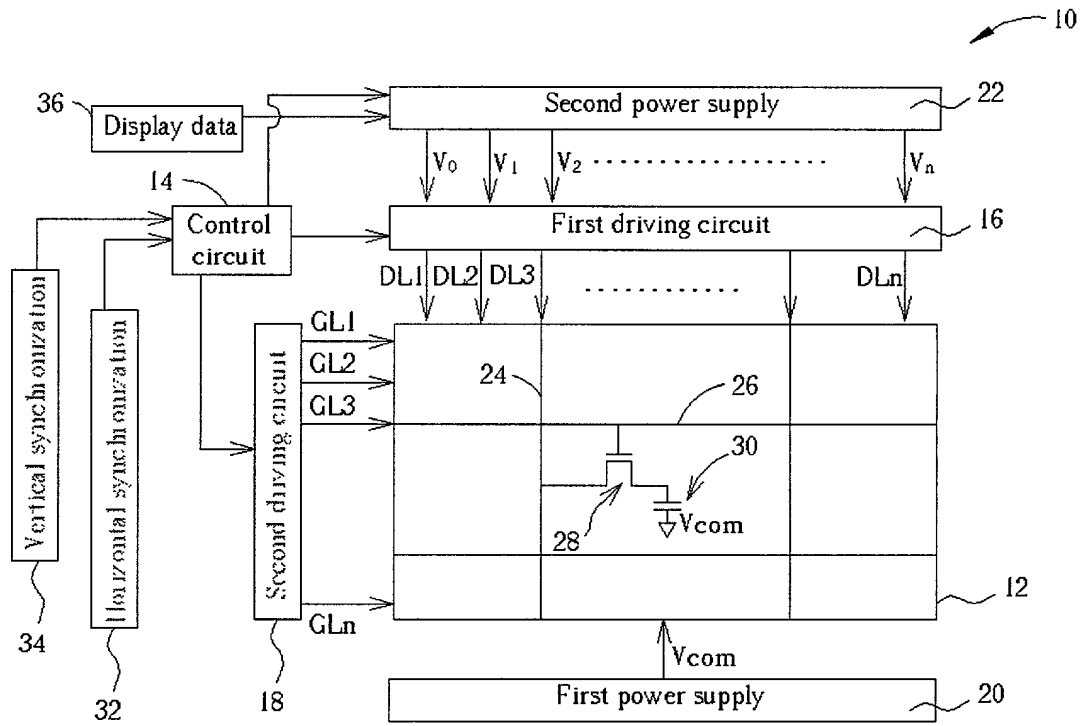 10
36
Display data
Second power supply
22
V0
V1
V2
Vn
14
Control
circuit
First driving circuit
16
DL1
DL2
DL3
DLn
Vertical synchronization
Horizontal synchronization
Second driving circuit
GL1
GL2
GL3
GLn
24
26
30
28
Vcom
12
34
32
18
Vcom
First power supply
20